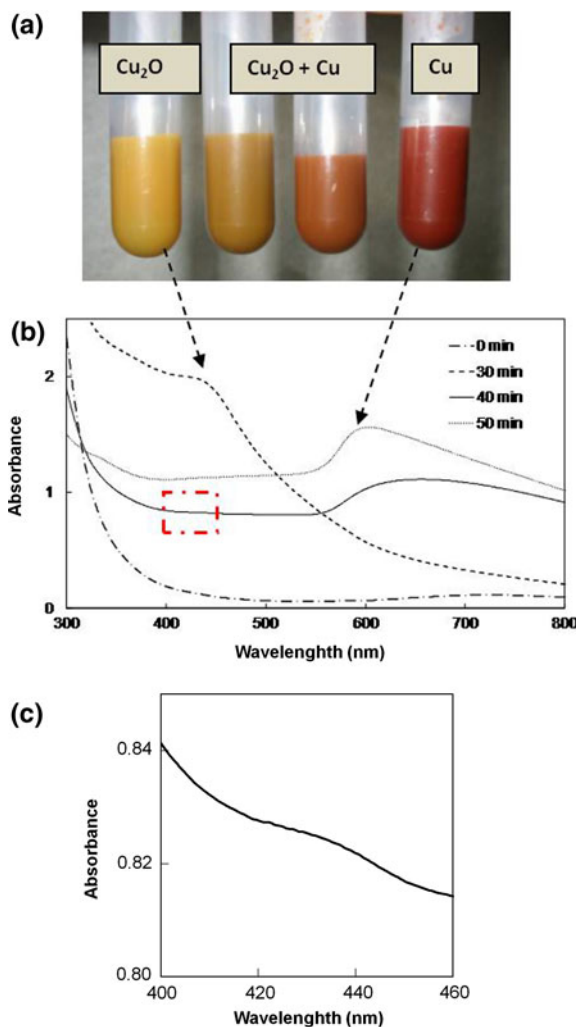 (a)
Cu₂O
Cu₂O + Cu
Cu
(b)
2
1
0
Absorbance
0 min
30 min
40 min
50 min
300 400 500 600 700 800
Wavelenghth (nm)
(c)
0.84
0.82
0.80
Absorbance
400 420 440 460
Wavelenghth (nm)